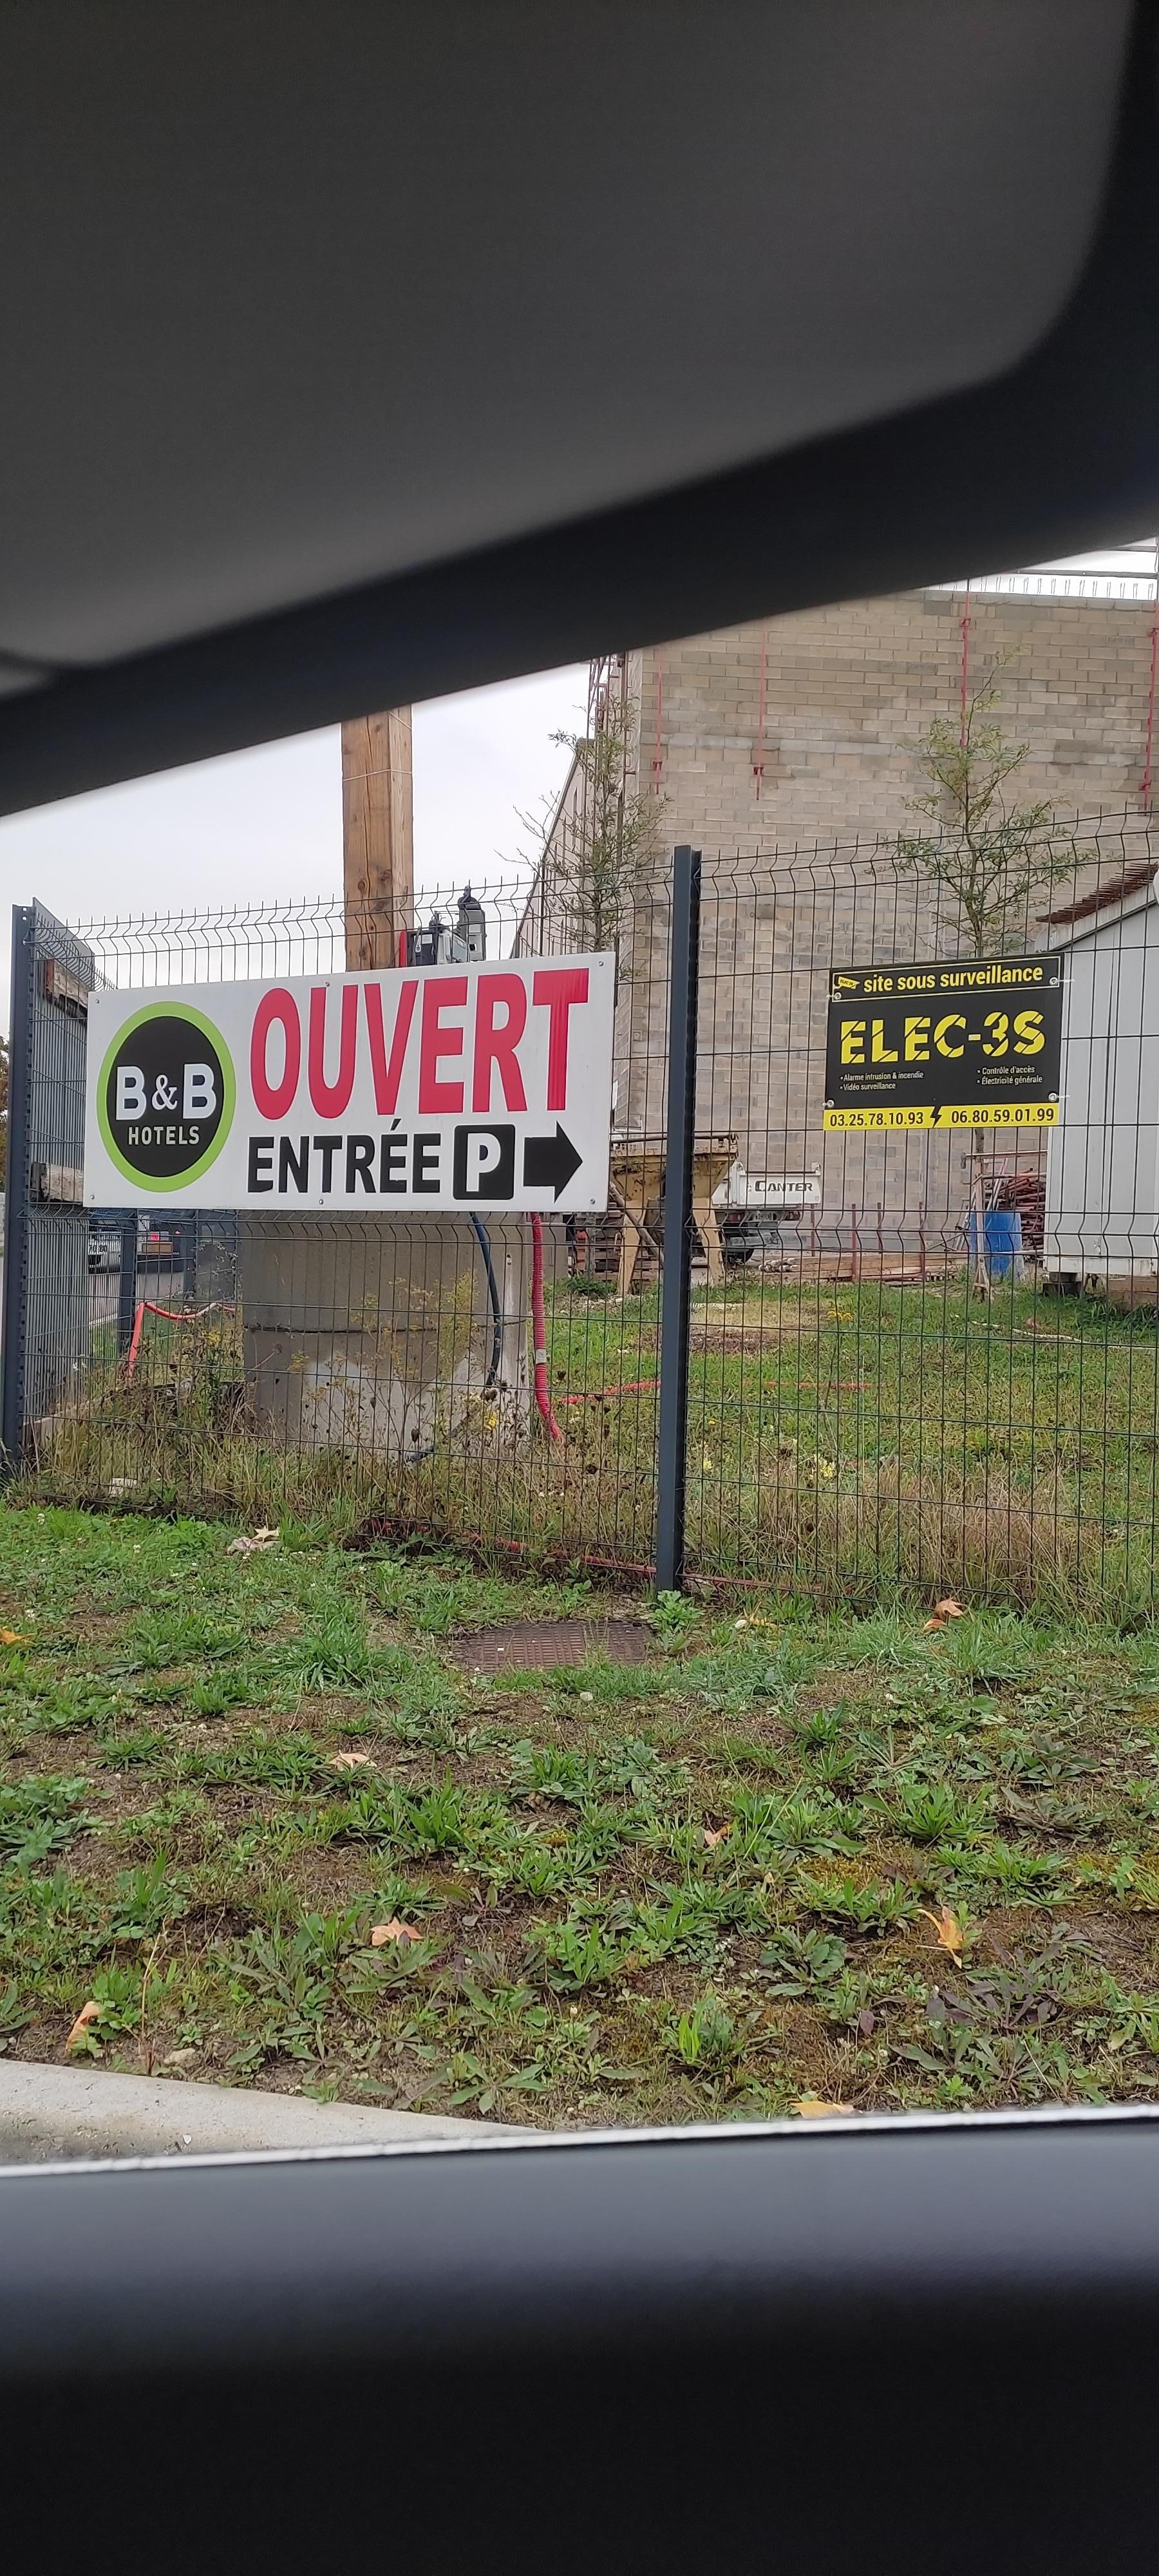 B&B
HOTELS
OUVERT
ENTRÉE P
site sous surveillance
ELEC-3S
• Alarme intrusion & incendie
• Vidéo surveillance
• Contrôle d'accès
• Électricité générale
03.25.78.10.93 06.80.59.01.99
CANTER